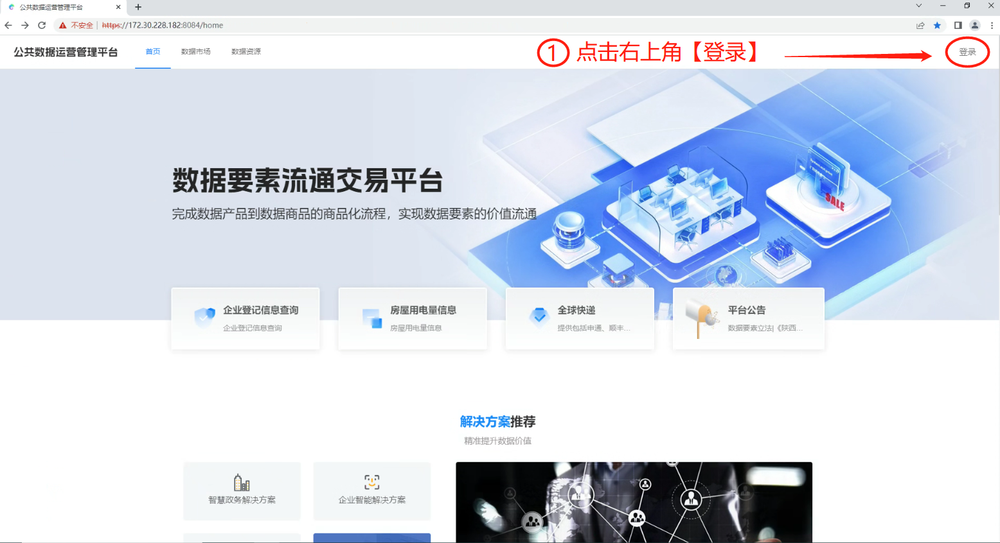 公共数据运营管理平台
不安全 https://172.30.228.182:8084/home
公共数据运营管理平台 首页 数据市场 数据资源 ① 点击右上角【登录】 登录
数据要素流通交易平台
完成数据产品到数据商品的商品化流程，实现数据要素的价值流通
SALE
企业登记信息查询
企业登记信息查询
房屋用电量信息
房屋用电量信息
全球快递
提供包括申通、顺丰...
平台公告
数据要素立法|《陕西...
解决方案推荐
精准提升数据价值
智慧政务解决方案
企业智能解决方案